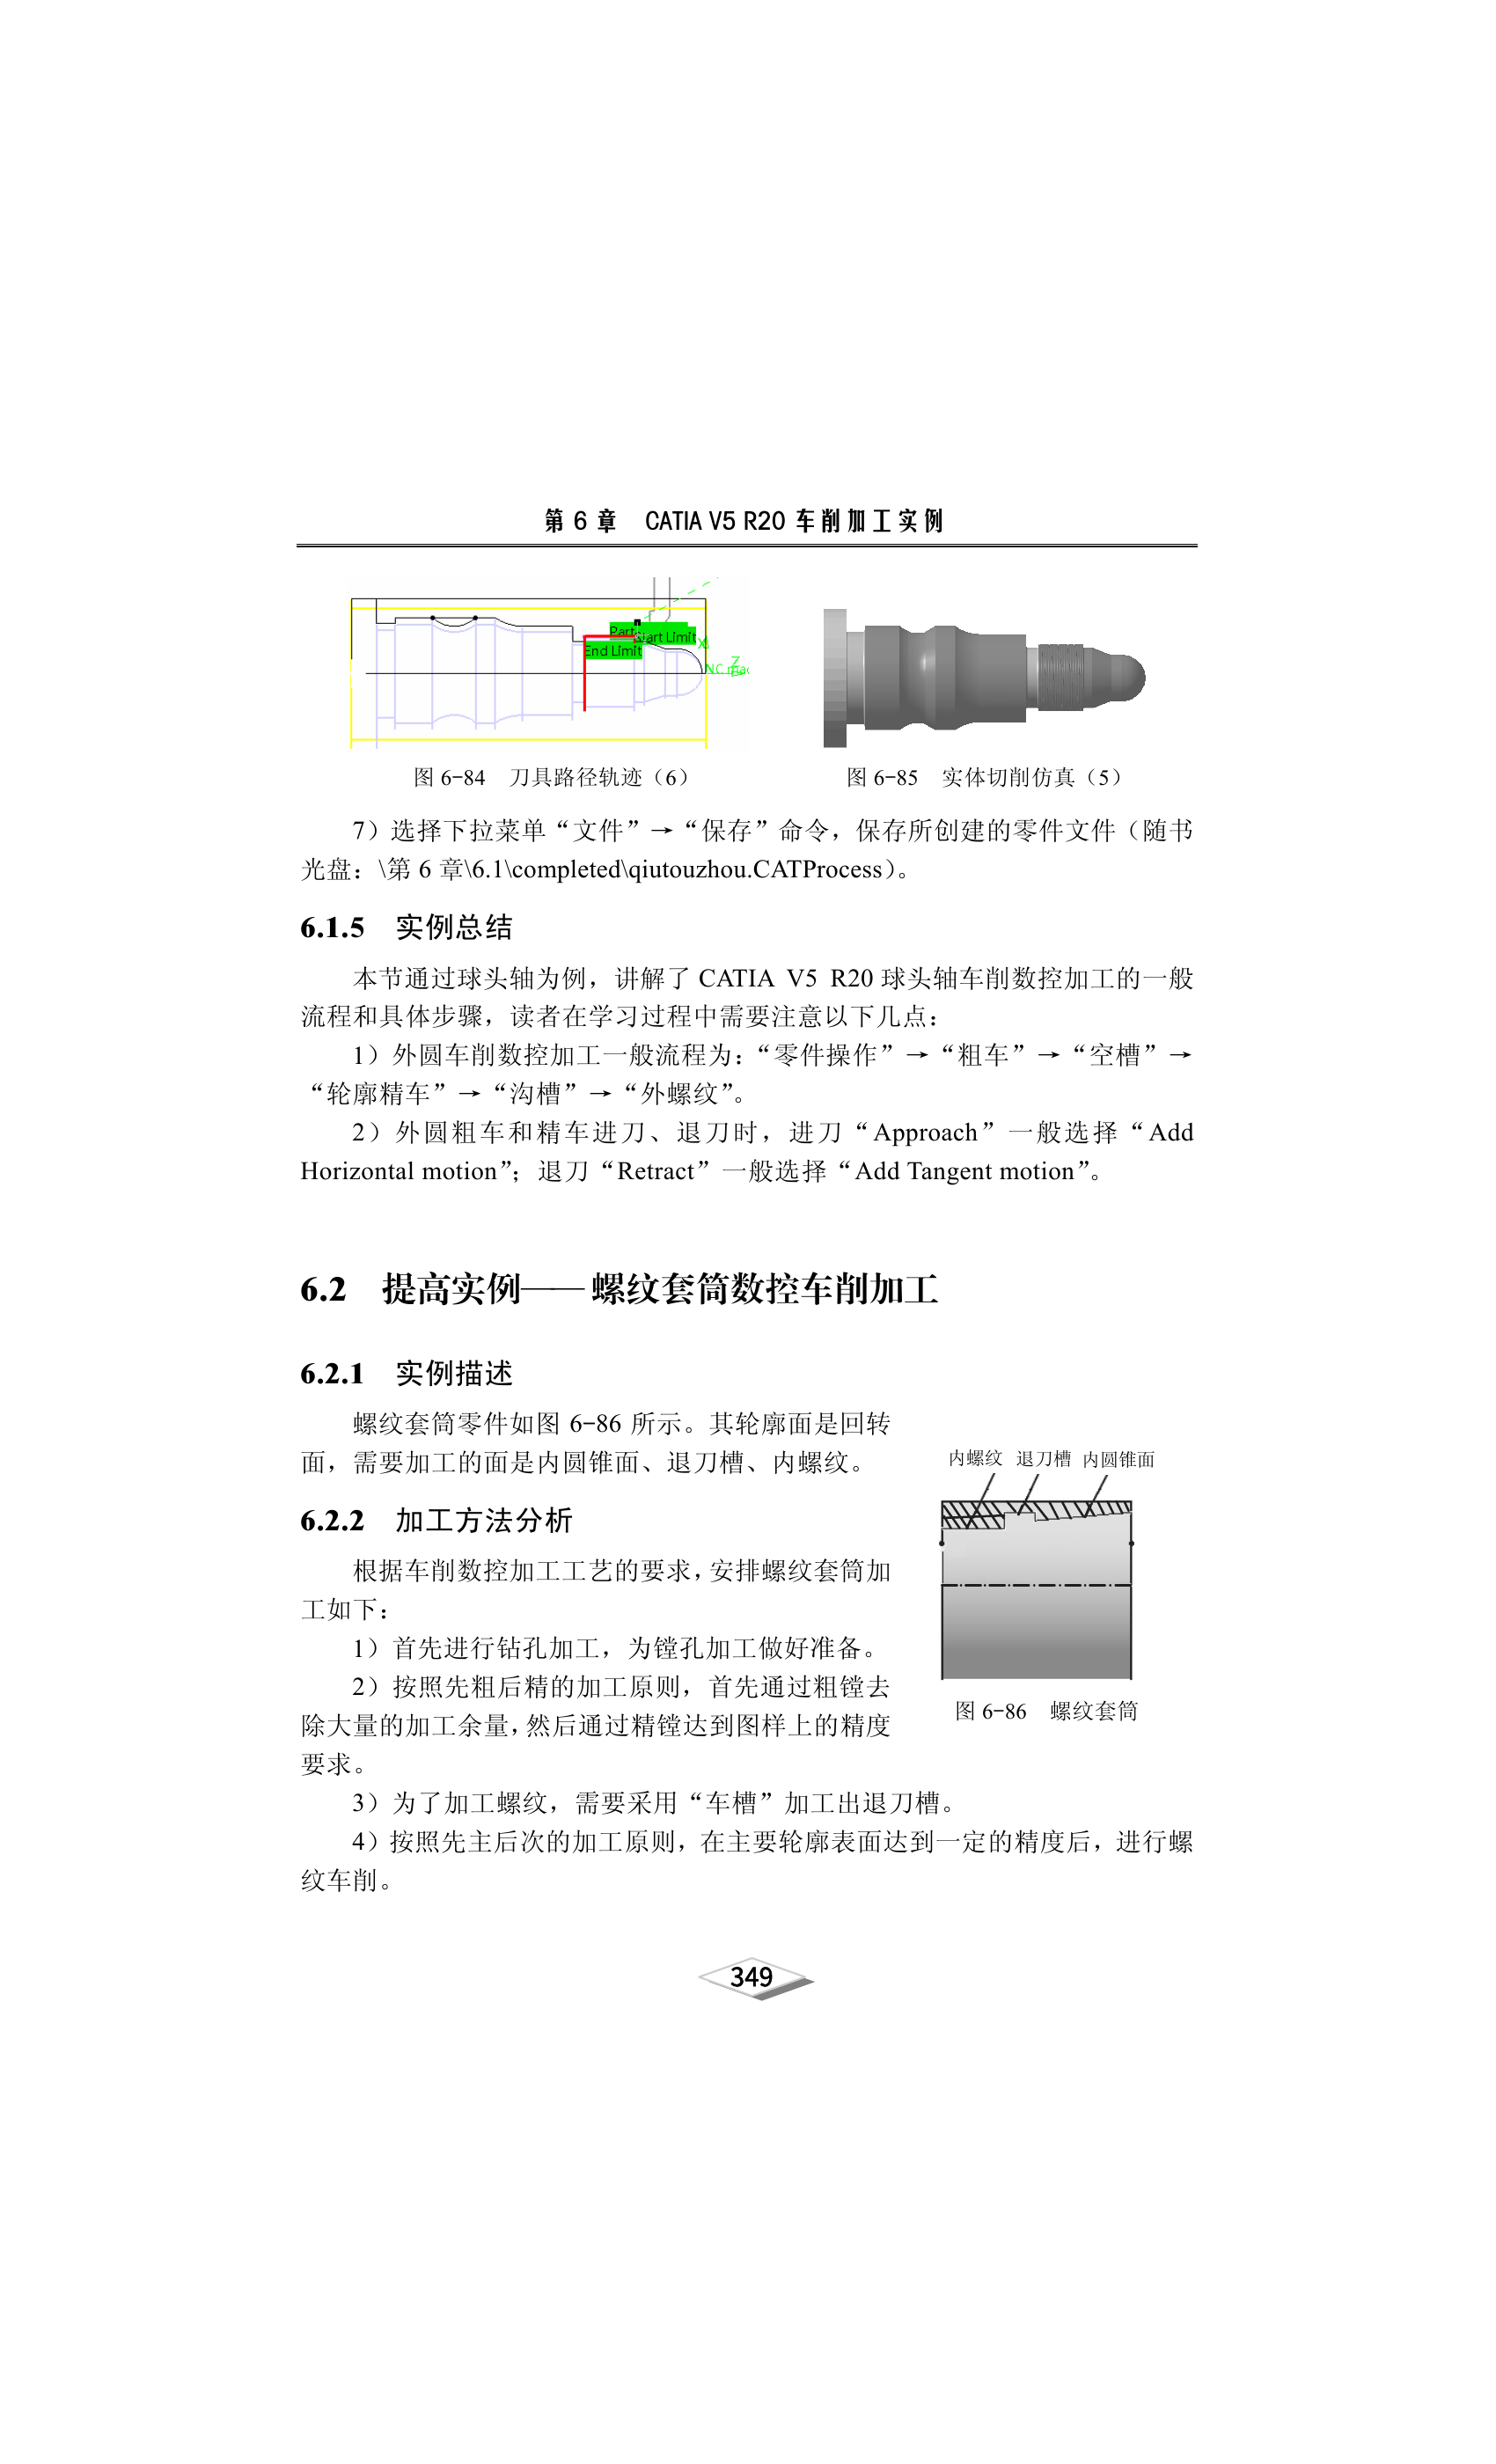 第 6 章 CATIA V5 R20 车削加工实例
Part
Start Limit
End Limit
X
Z
NC mac
图 6-84 刀具路径轨迹（6）
图 6-85 实体切削仿真（5）
7）选择下拉菜单“文件”→“保存”命令，保存所创建的零件文件（随书
光盘：\第 6 章\6.1\completed\qiutouzhou.CATProcess）。
6.1.5 实例总结
本节通过球头轴为例，讲解了 CATIA V5 R20 球头轴车削数控加工的一般
流程和具体步骤，读者在学习过程中需要注意以下几点：
1）外圆车削数控加工一般流程为：“零件操作”→“粗车”→“空槽”→
“轮廓精车”→“沟槽”→“外螺纹”。
2）外圆粗车和精车进刀、退刀时，进刀“Approach”一般选择“Add
Horizontal motion”；退刀“Retract”一般选择“Add Tangent motion”。
6.2 提高实例——螺纹套筒数控车削加工
6.2.1 实例描述
螺纹套筒零件如图 6-86 所示。其轮廓面是回转
面，需要加工的面是内圆锥面、退刀槽、内螺纹。
6.2.2 加工方法分析
根据车削数控加工工艺的要求，安排螺纹套筒加
工如下：
1）首先进行钻孔加工，为镗孔加工做好准备。
2）按照先粗后精的加工原则，首先通过粗镗去
除大量的加工余量，然后通过精镗达到图样上的精度
要求。
内螺纹 退刀槽 内圆锥面
图 6-86 螺纹套筒
3）为了加工螺纹，需要采用“车槽”加工出退刀槽。
4）按照先主后次的加工原则，在主要轮廓表面达到一定的精度后，进行螺
纹车削。
349